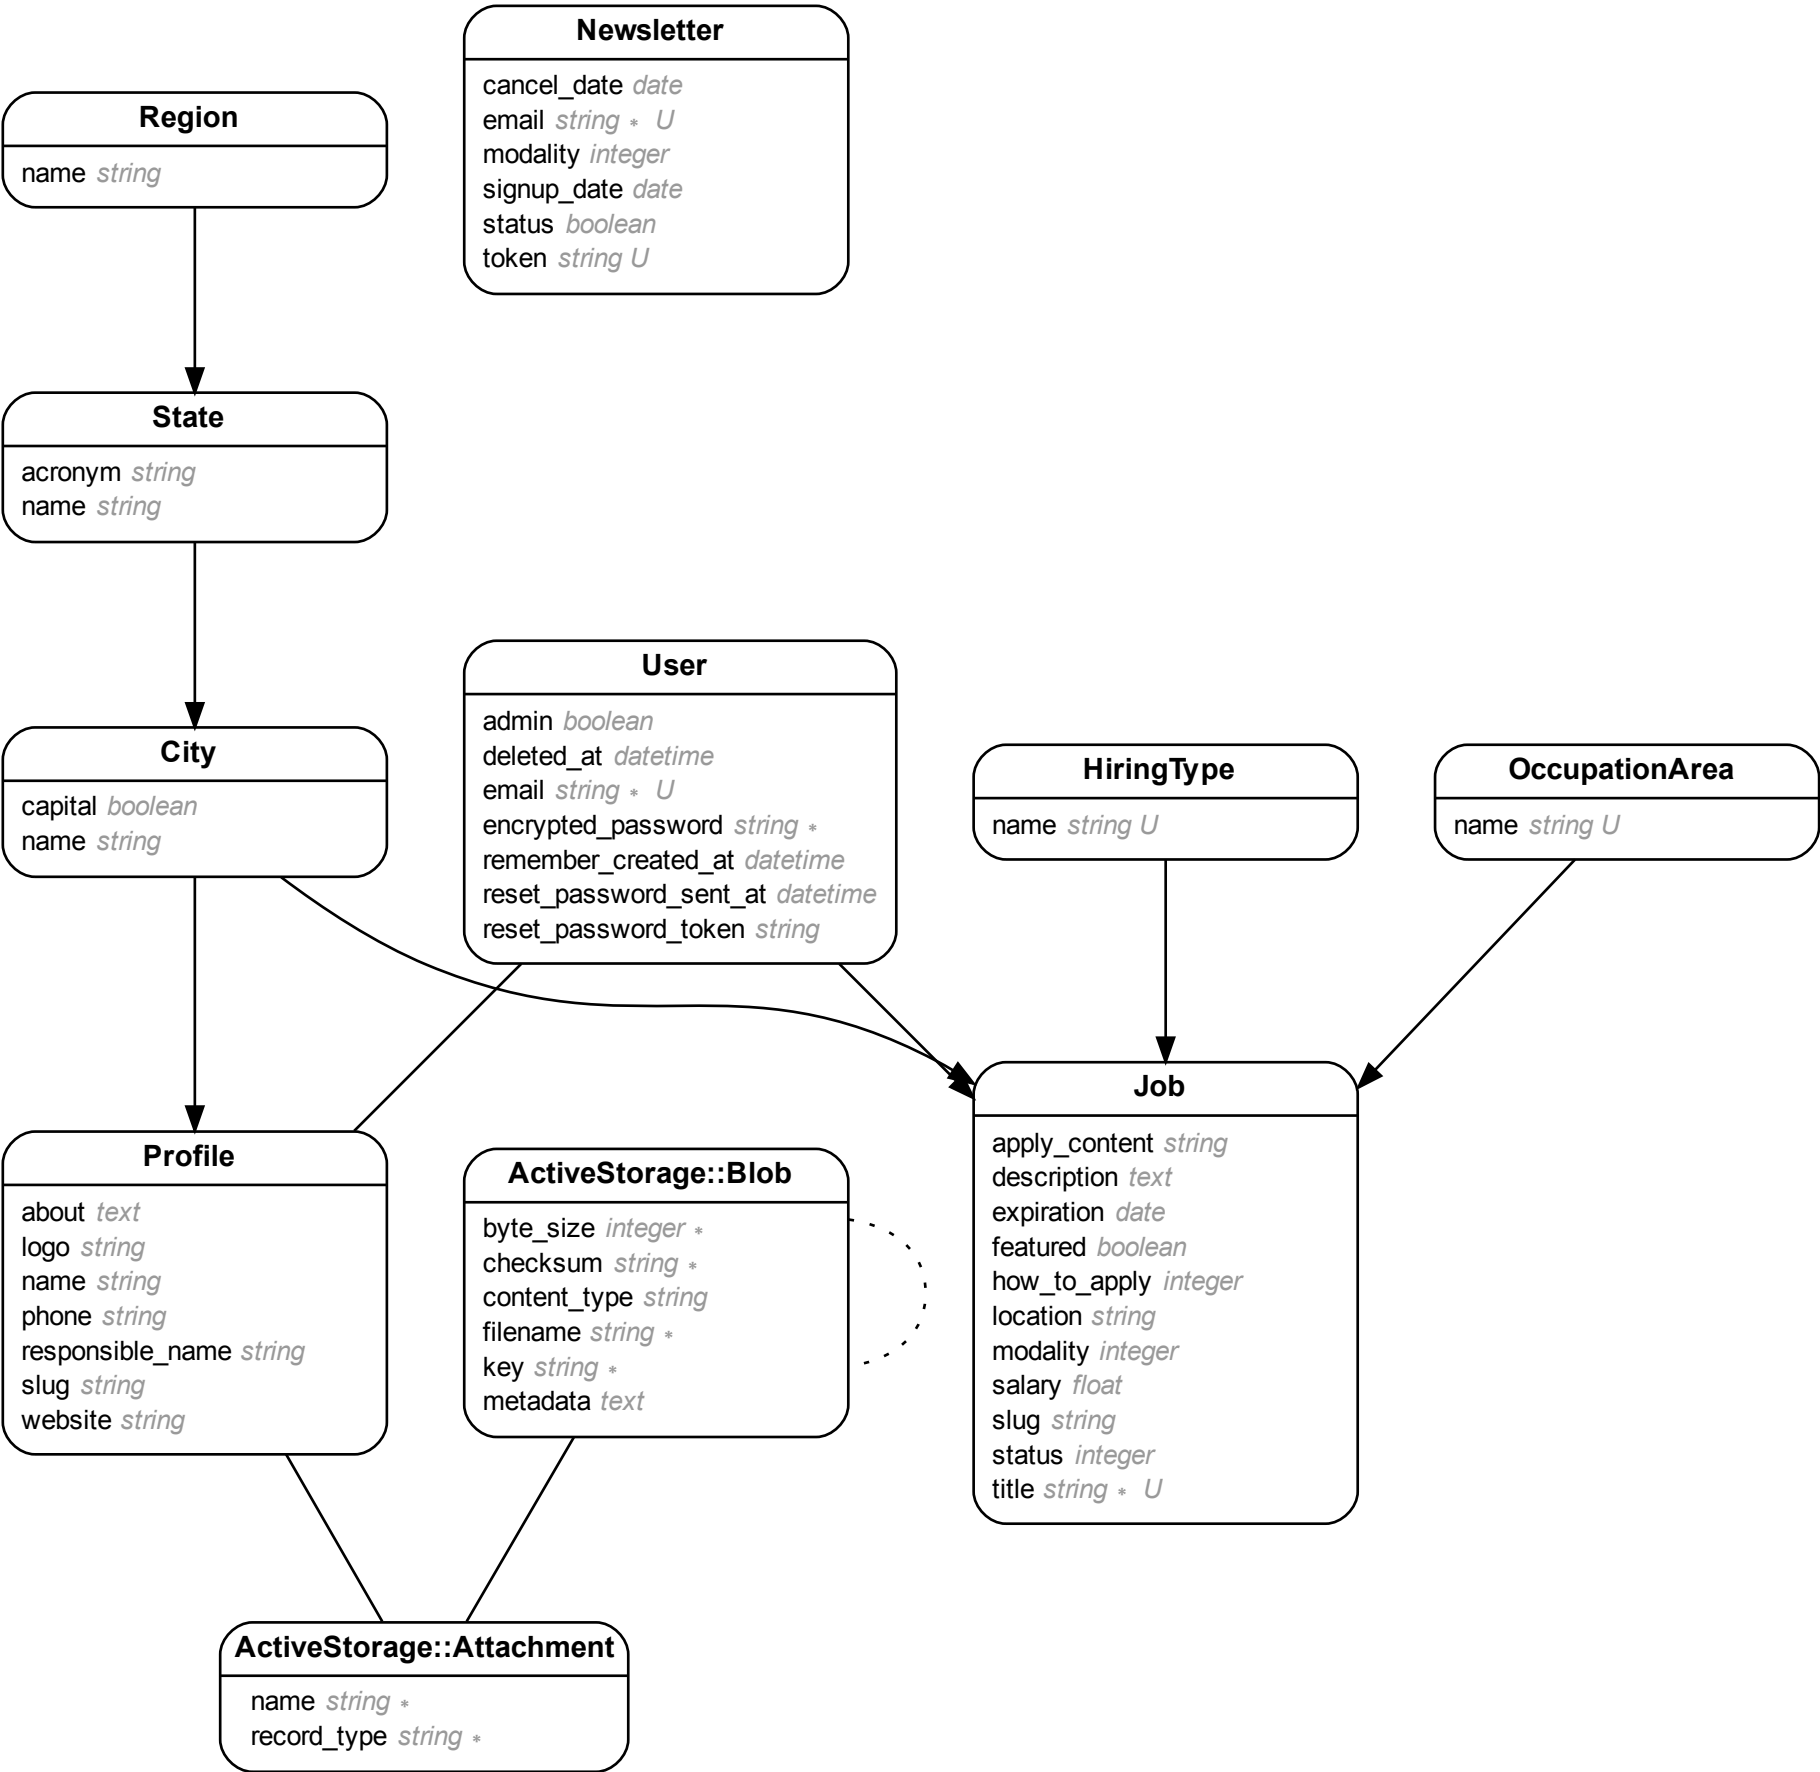 Newsletter
cancel_date date
email string * U
modality integer
signup_date date
status boolean
token string U
Region
name string
State
acronym string
name string
City
capital boolean
name string
User
admin boolean
deleted_at datetime
email string * U
encrypted_password string *
remember_created_at datetime
reset_password_sent_at datetime
reset_password_token string
HiringType
name string U
OccupationArea
name string U
Profile
about text
logo string
name string
phone string
responsible_name string
slug string
website string
ActiveStorage::Blob
byte_size integer *
checksum string *
content_type string
filename string *
key string *
metadata text
Job
apply_content string
description text
expiration date
featured boolean
how_to_apply integer
location string
modality integer
salary float
slug string
status integer
title string * U
ActiveStorage::Attachment
name string *
record_type string *